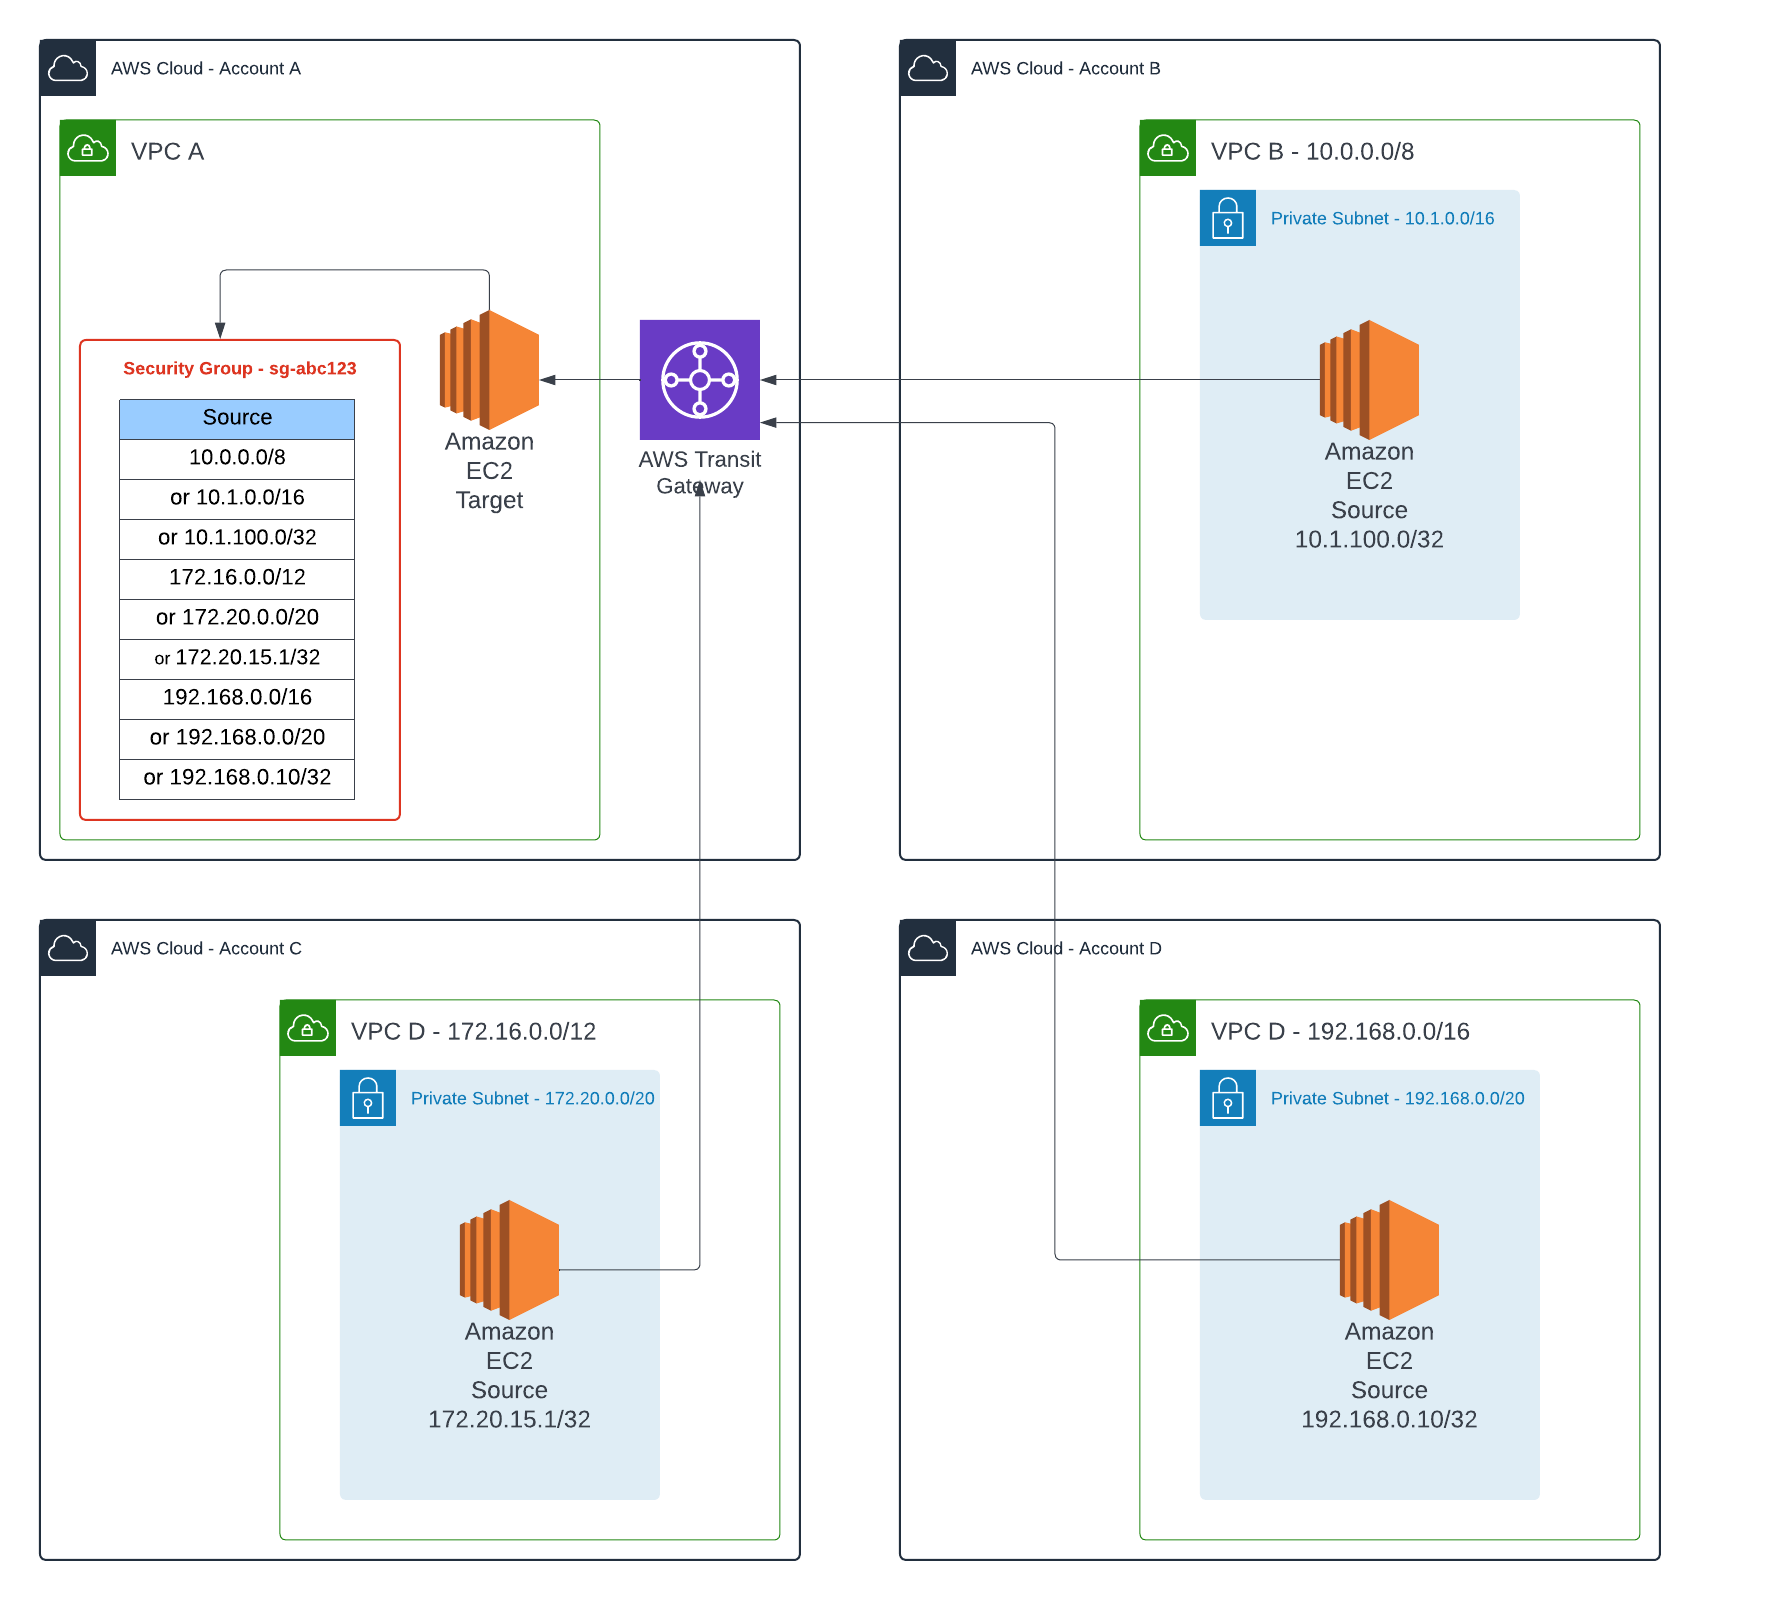 AWS Cloud - Account A
VPC A
Security Group - sg-abc123
Source
10.0.0.0/8
or 10.1.0.0/16
or 10.1.100.0/32
172.16.0.0/12
or 172.20.0.0/20
or 172.20.15.1/32
192.168.0.0/16
or 192.168.0.0/20
or 192.168.0.10/32
Amazon
EC2
Target
AWS Transit
Gateway
AWS Cloud - Account B
VPC B - 10.0.0.0/8
Private Subnet - 10.1.0.0/16
Amazon
EC2
Source
10.1.100.0/32
AWS Cloud - Account C
VPC D - 172.16.0.0/12
Private Subnet - 172.20.0.0/20
Amazon
EC2
Source
172.20.15.1/32
AWS Cloud - Account D
VPC D - 192.168.0.0/16
Private Subnet - 192.168.0.0/20
Amazon
EC2
Source
192.168.0.10/32